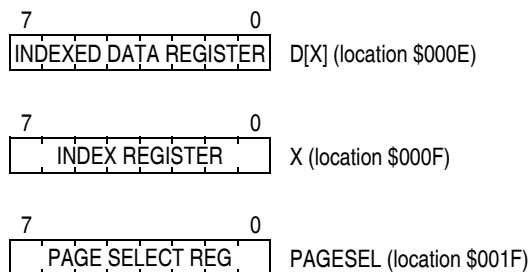 7 0
INDEXED DATA REGISTER D[X] (location $000E)
7 0
INDEX REGISTER X (location $000F)
7 0
PAGE SELECT REG PAGESEL (location $001F)